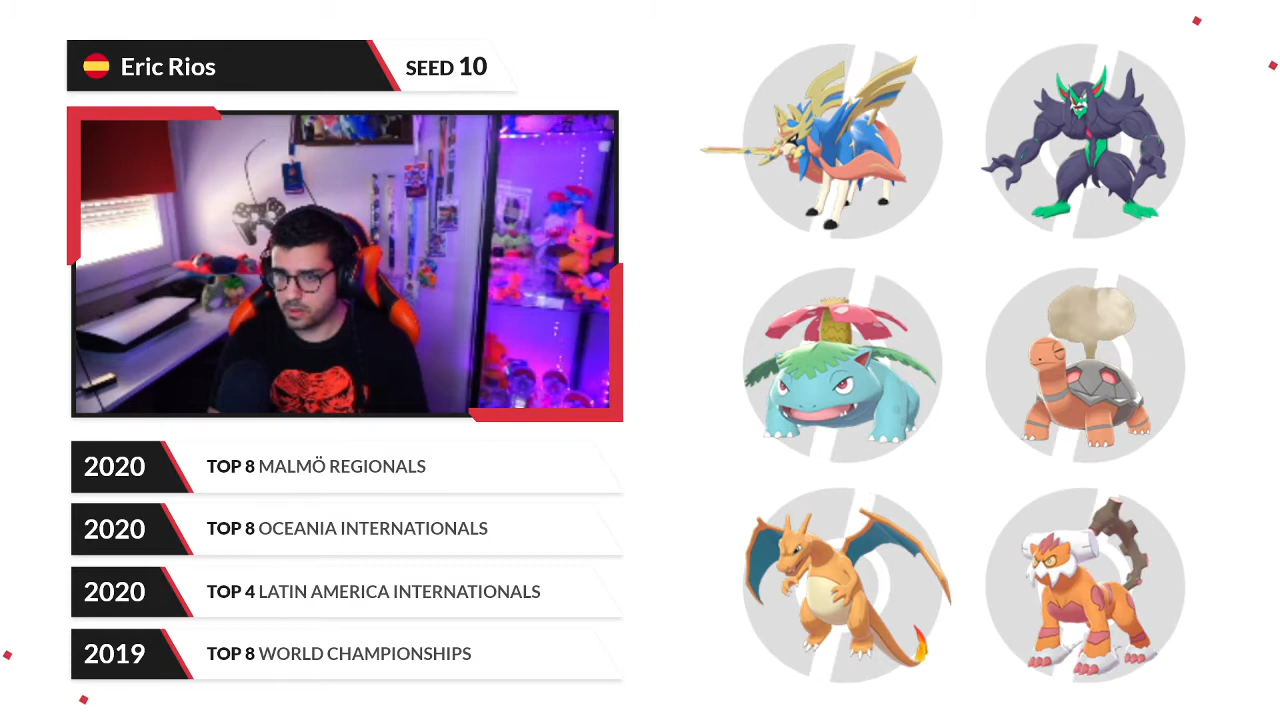 Eric Rios
SEED 10
2020 TOP 8 MALMÖ REGIONALS
2020 TOP 8 OCEANIA INTERNATIONALS
2020 TOP 4 LATIN AMERICA INTERNATIONALS
2019 TOP 8 WORLD CHAMPIONSHIPS